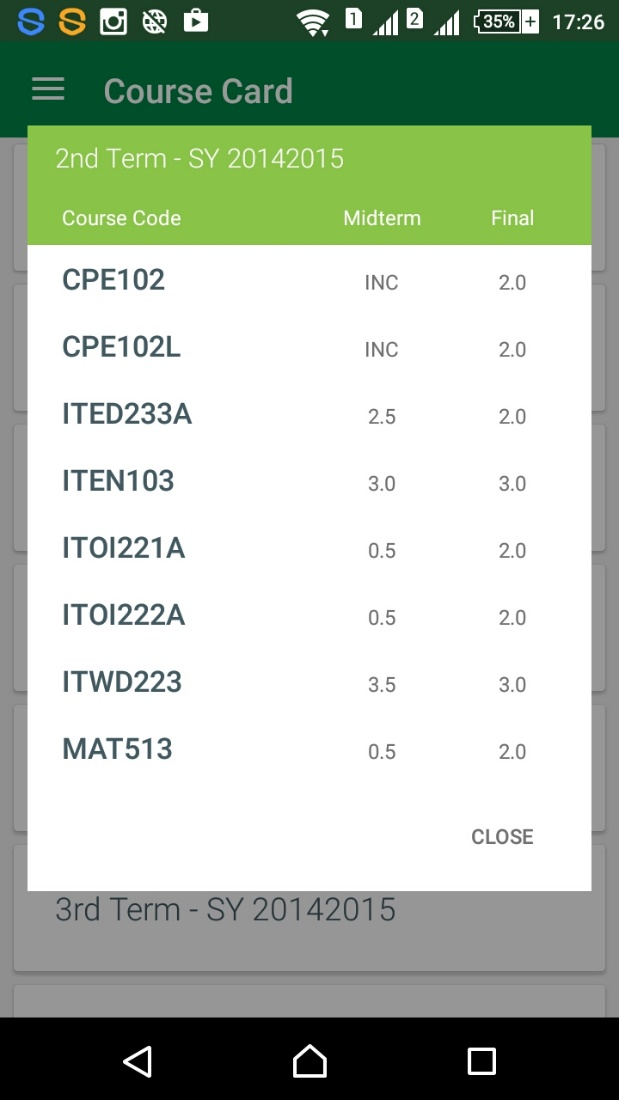 1 2 35% 17:26
Course Card
2nd Term - SY 20142015
Course Code Midterm Final
CPE102 INC 2.0
CPE102L INC 2.0
ITED233A 2.5 2.0
ITEN103 3.0 3.0
ITOI221A 0.5 2.0
ITOI222A 0.5 2.0
ITWD223 3.5 3.0
MAT513 0.5 2.0
CLOSE
3rd Term - SY 20142015